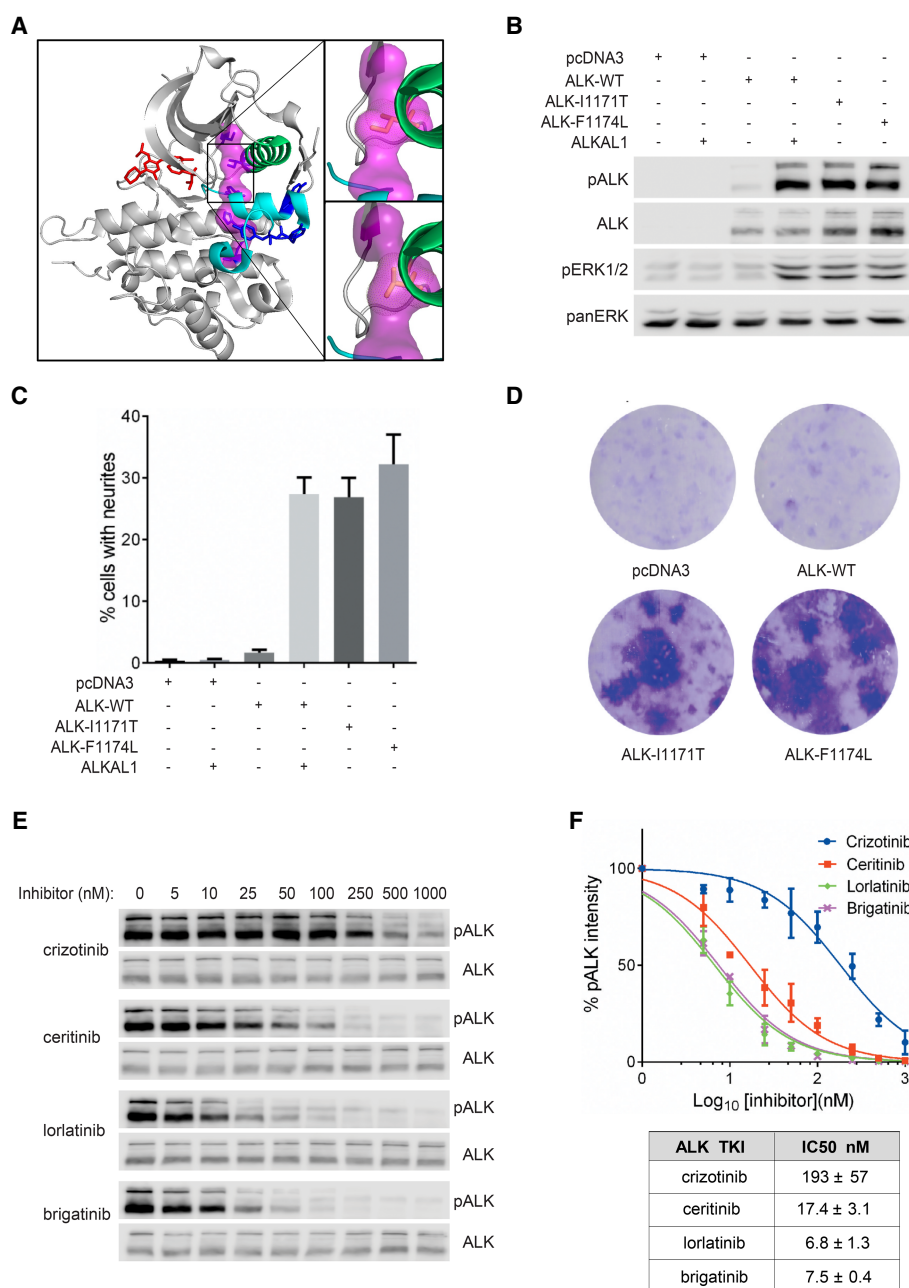 A
B
pcDNA3 + + - - - -
ALK-WT - - + + - -
ALK-I1171T - - - - + -
ALK-F1174L - - - - - +
ALKAL1 - + - + - -
pALK
ALK
pERK1/2
panERK
C
% cells with neurites
40
30
20
10
0
pcDNA3 + + - - - -
ALK-WT - - + + - -
ALK-I1171T - - - - + -
ALK-F1174L - - - - - +
ALKAL1 - + - + - -
D
pcDNA3
ALK-WT
ALK-I1171T
ALK-F1174L
E
Inhibitor (nM): 0 5 10 25 50 100 250 500 1000
crizotinib
pALK
ALK
ceritinib
pALK
ALK
lorlatinib
pALK
ALK
brigatinib
pALK
ALK
F
% pALK intensity
100
50
0
0 1 2 3
Log10 [inhibitor](nM)
Crizotinib
Ceritinib
Lorlatinib
Brigatinib
ALK TKI IC50 nM
crizotinib 193 ± 57
ceritinib 17.4 ± 3.1
lorlatinib 6.8 ± 1.3
brigatinib 7.5 ± 0.4